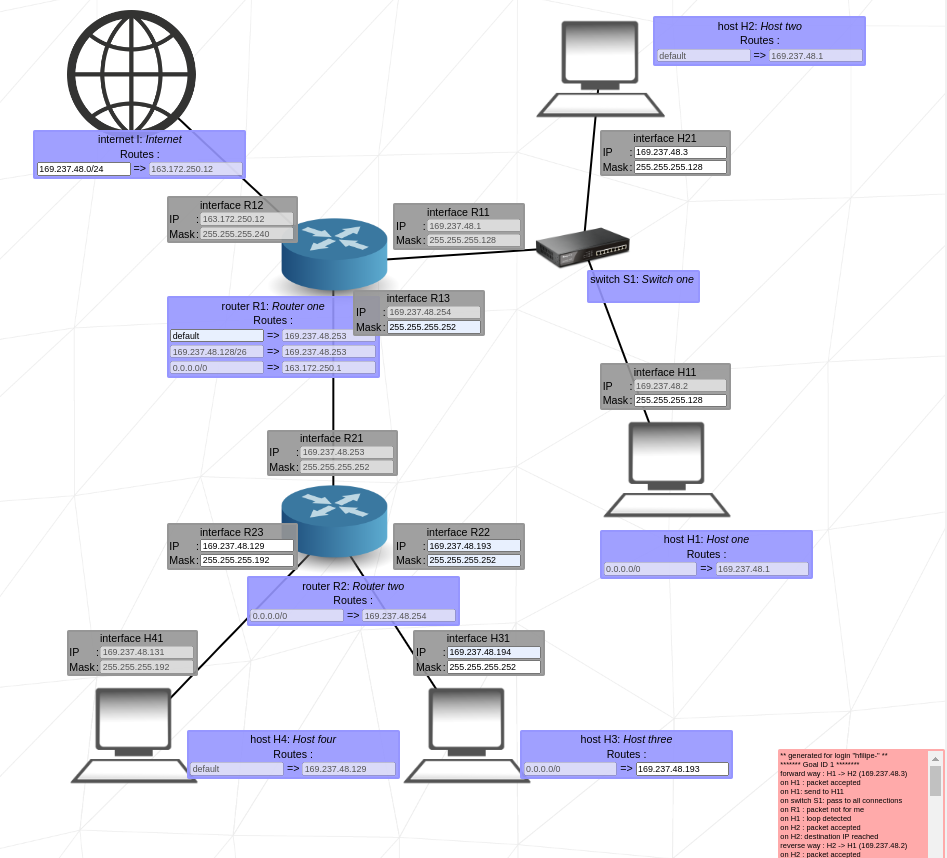 host H2: Host two
Routes :
default => 169.237.48.1
internet I: Internet
Routes :
169.237.48.0/24 => 163.172.250.12
interface H21
IP : 169.237.48.3
Mask : 255.255.255.128
interface R12
IP : 163.172.250.12
Mask : 255.255.255.240
interface R11
IP : 169.237.48.1
Mask : 255.255.255.128
switch S1: Switch one
router R1: Router one
Routes :
default => 169.237.48.253
169.237.48.128/26 => 169.237.48.253
0.0.0.0/0 => 163.172.250.1
interface R13
IP : 169.237.48.254
Mask : 255.255.255.252
interface H11
IP : 169.237.48.2
Mask : 255.255.255.128
interface R21
IP : 169.237.48.253
Mask : 255.255.255.252
interface R23
IP : 169.237.48.129
Mask : 255.255.255.192
interface R22
IP : 169.237.48.193
Mask : 255.255.255.252
host H1: Host one
Routes :
0.0.0.0/0 => 169.237.48.1
router R2: Router two
Routes :
0.0.0.0/0 => 169.237.48.254
interface H41
IP : 169.237.48.131
Mask : 255.255.255.192
interface H31
IP : 169.237.48.194
Mask : 255.255.255.252
host H4: Host four
Routes :
default => 169.237.48.129
host H3: Host three
Routes :
0.0.0.0/0 => 169.237.48.193
** generated for login "hfilipe-" **
******* Goal ID 1 ********
forward way : H1 -> H2 (169.237.48.3)
on H1 : packet accepted
on H1: send to H11
on switch S1: pass to all connections
on R1 : packet not for me
on H1 : loop detected
on H2 : packet accepted
on H2: destination IP reached
reverse way : H2 -> H1 (169.237.48.2)
on H2 : packet accepted